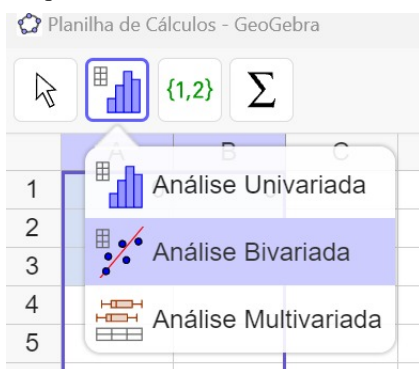 Planilha de Cálculos - GeoGebra
{1,2} Σ
A B C
1
Análise Univariada
2
Análise Bivariada
3
4
Análise Multivariada
5